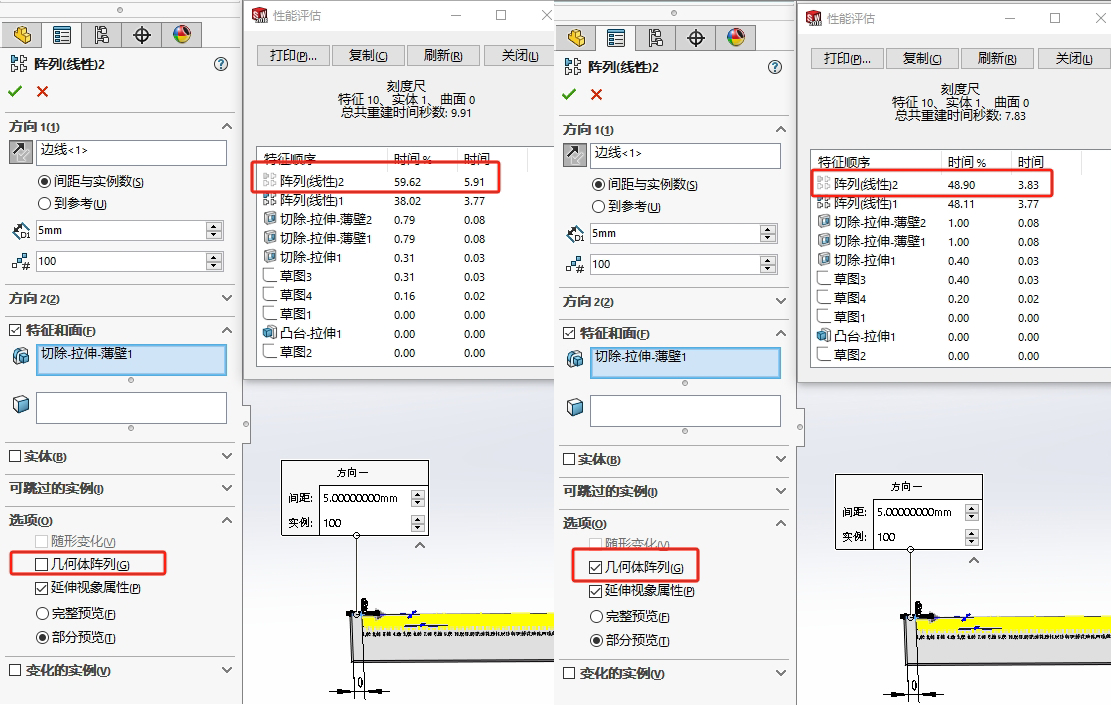 性能评估
打印(P)...
复制(C)
刷新(R)
关闭(L)
刻度尺
特征 10、实体 1、曲面 0
总共重建时间秒数: 9.91
特征顺序 时间 % 时间
阵列(线性)2 59.62 5.91
阵列(线性)1 38.02 3.77
切除-拉伸-薄壁2 0.79 0.08
切除-拉伸-薄壁1 0.79 0.08
切除-拉伸1 0.31 0.03
草图3 0.31 0.03
草图4 0.16 0.02
草图1 0.00 0.00
凸台-拉伸1 0.00 0.00
草图2 0.00 0.00
阵列(线性)2
方向 1(1)
边线<1>
间距与实例数(S)
到参考(U)
D1
5mm
#
100
方向 2(2)
特征和面(F)
切除-拉伸-薄壁1
实体(B)
可跳过的实例(I)
选项(O)
随形变化(V)
几何体阵列(G)
延伸视象属性(P)
完整预览(F)
部分预览(T)
变化的实例(V)
方向一
间距: 5.00000000mm
实例: 100
0
性能评估
打印(P)...
复制(C)
刷新(R)
关闭(L)
刻度尺
特征 10、实体 1、曲面 0
总共重建时间秒数: 7.83
特征顺序 时间 % 时间
阵列(线性)2 48.90 3.83
阵列(线性)1 48.11 3.77
切除-拉伸-薄壁2 1.00 0.08
切除-拉伸-薄壁1 1.00 0.08
切除-拉伸1 0.40 0.03
草图3 0.40 0.03
草图4 0.20 0.02
草图1 0.00 0.00
凸台-拉伸1 0.00 0.00
草图2 0.00 0.00
阵列(线性)2
方向 1(1)
边线<1>
间距与实例数(S)
到参考(U)
D1
5mm
#
100
方向 2(2)
特征和面(F)
切除-拉伸-薄壁1
实体(B)
可跳过的实例(I)
选项(O)
随形变化(V)
几何体阵列(G)
延伸视象属性(P)
完整预览(F)
部分预览(T)
变化的实例(V)
方向一
间距: 5.00000000mm
实例: 100
0